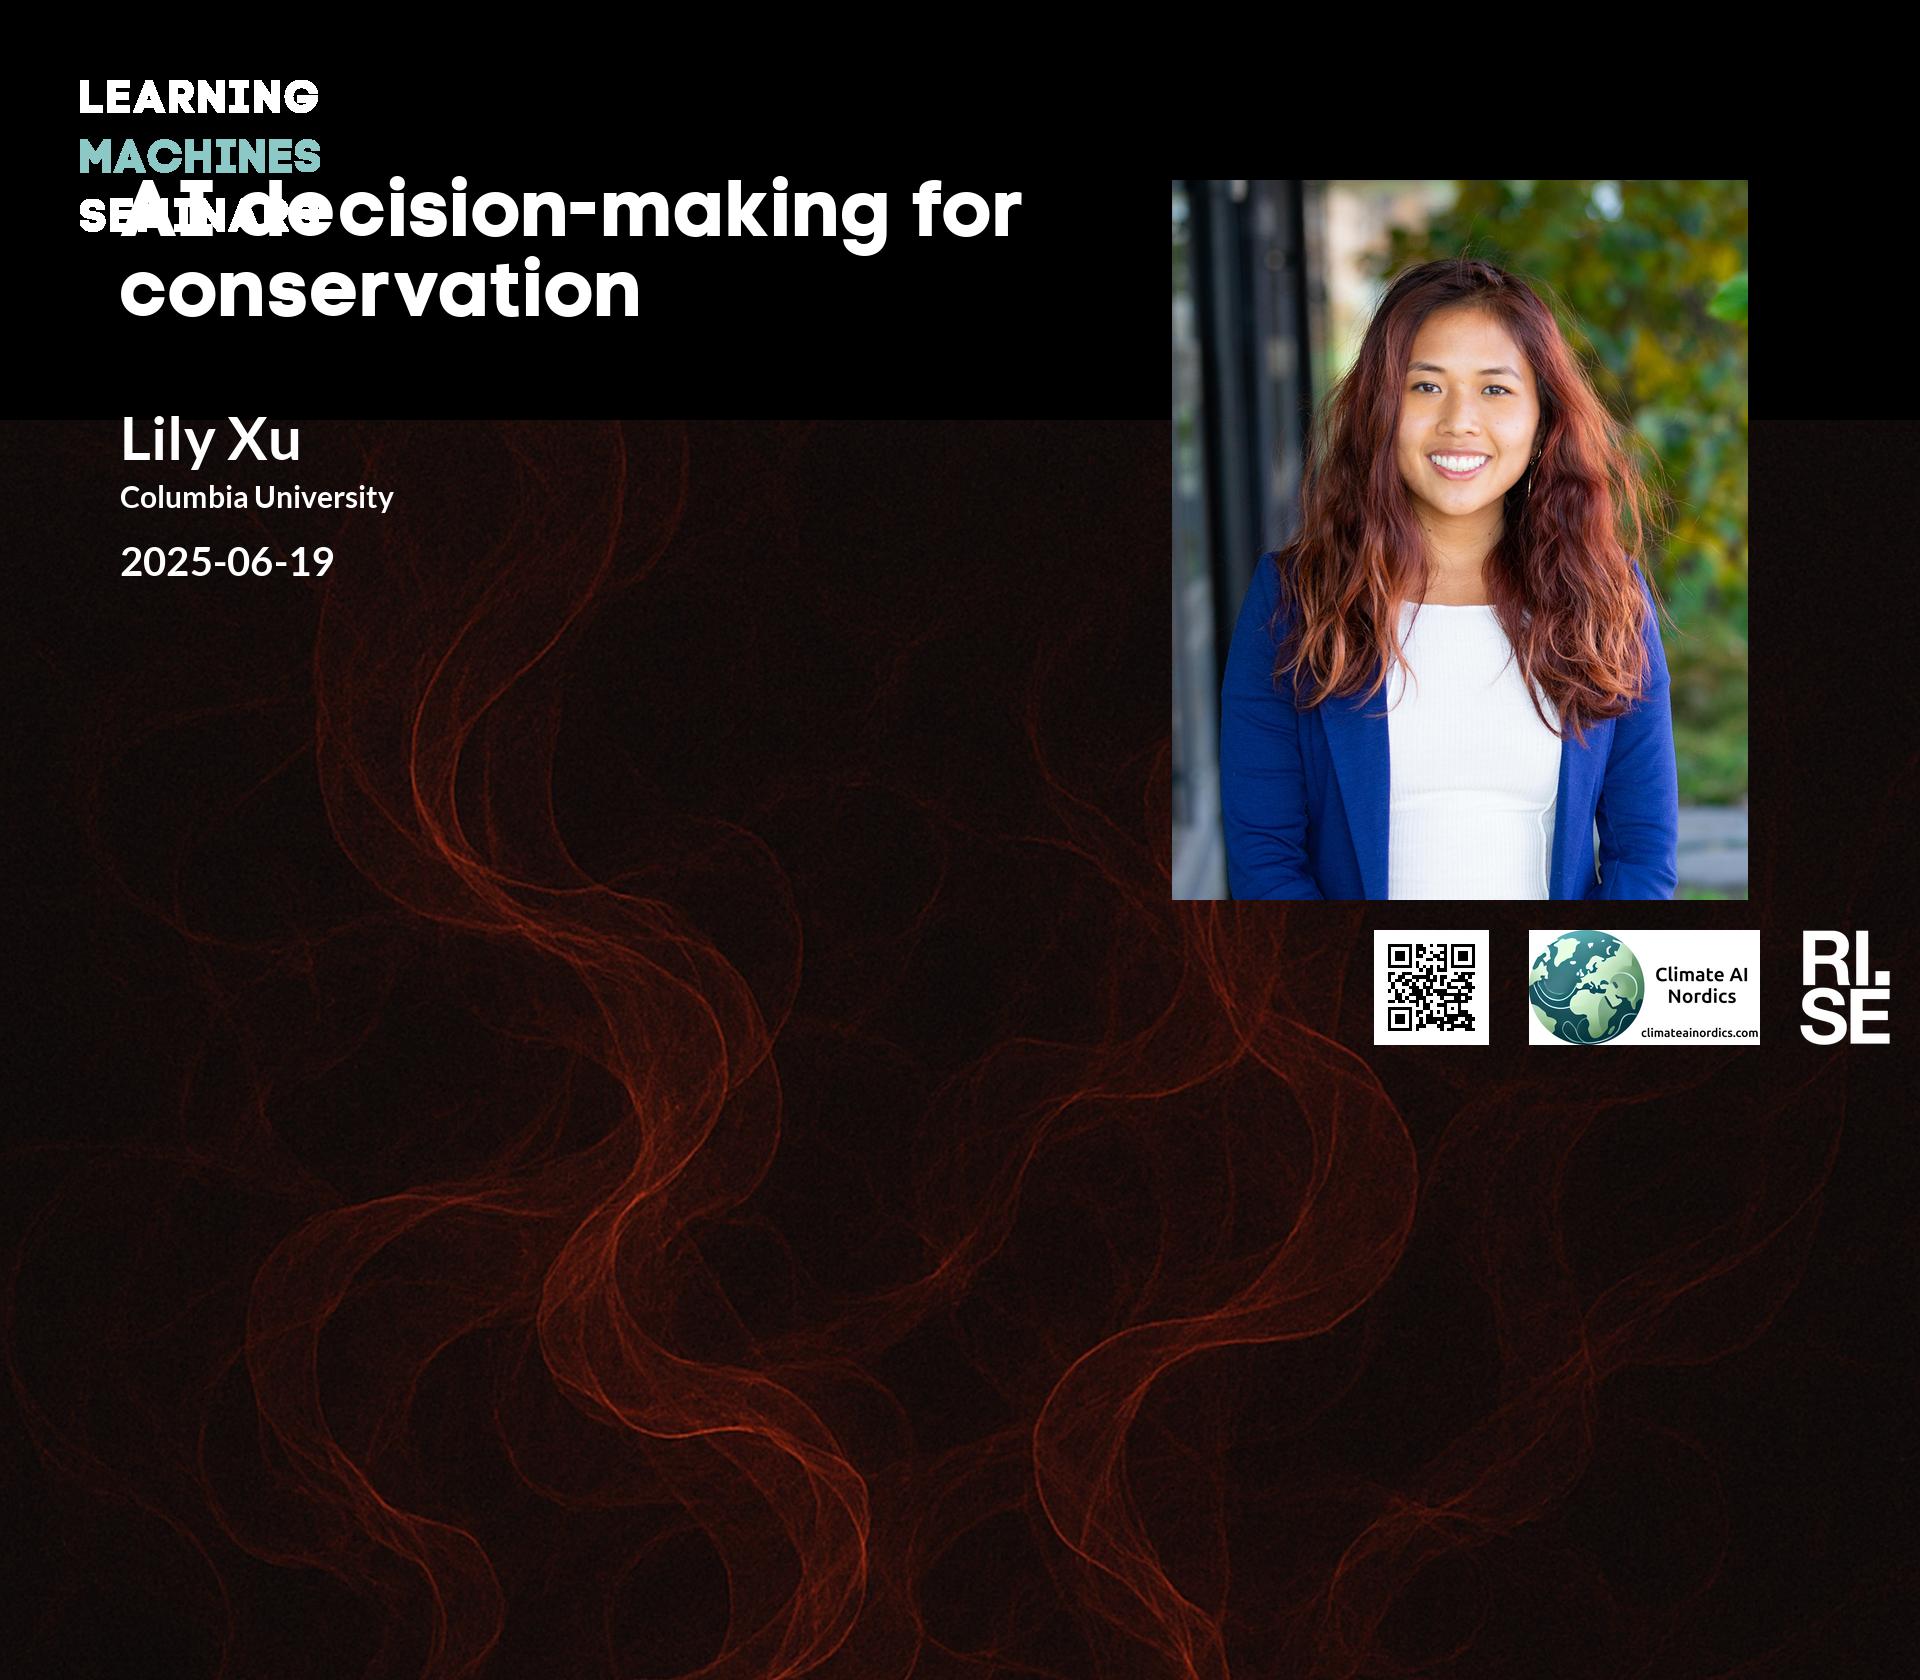 LEARNING
MACHINES
SEMINARS
AI decision-making for
conservation
Lily Xu
Columbia University
2025-06-19
Climate AI
Nordics
climateainordics.com
RI.
SE